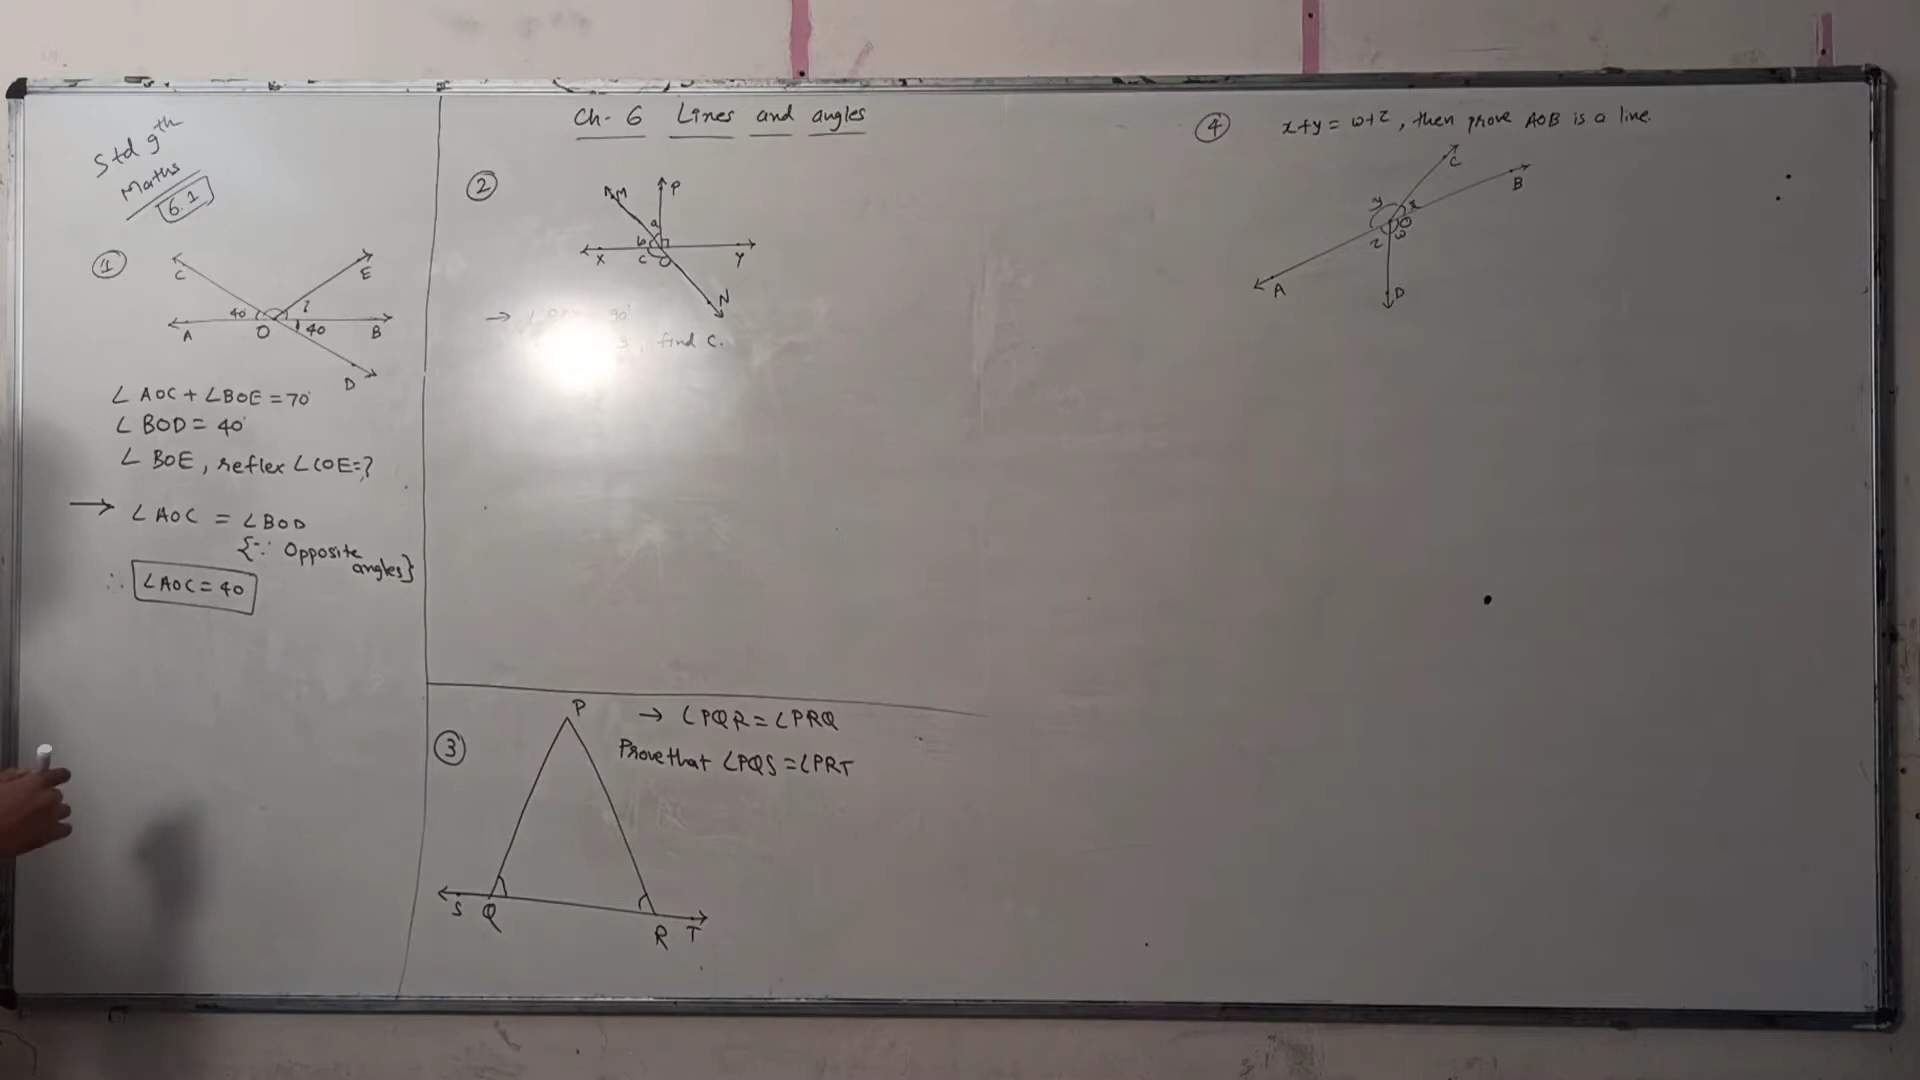 Std 9th
Maths
6.1
Ch- 6 Lines and angles
1
C
E
40° ? 
A O 40 B
D
∠ AOC + ∠BOE = 70°
∠ BOD = 40°
∠ BOE, reflex ∠COE=?
→ ∠AOC = ∠BOD
{∵ Opposite
angles}
∴ ∠AOC = 40
2
M P
a
b
X C O Y
N
→ 90°
, find C.
3
P
→ ∠PQR = ∠PRQ
Prove that ∠PQS = ∠PRT
S Q
R T
4 x+y = ω+z, then prove AOB is a line.
C
B
y x
O
z ω
A D